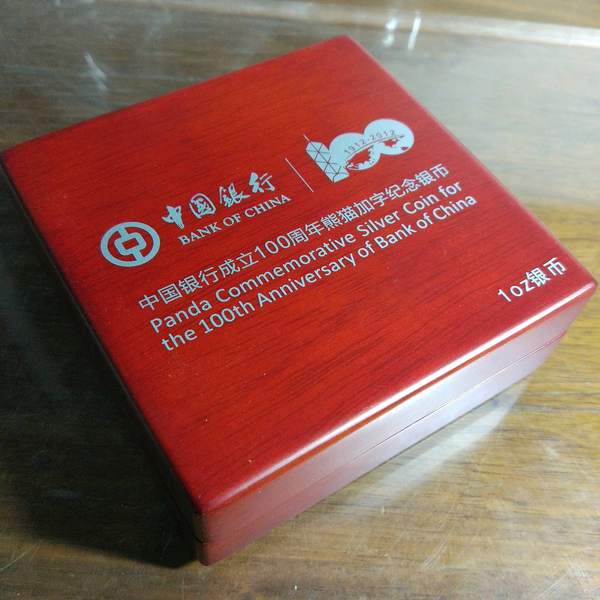 中国银行
BANK OF CHINA
1912-2012
中国银行成立100周年熊猫加字纪念银币
Panda Commemorative Silver Coin for
the 100th Anniversary of Bank of China
1oz银币